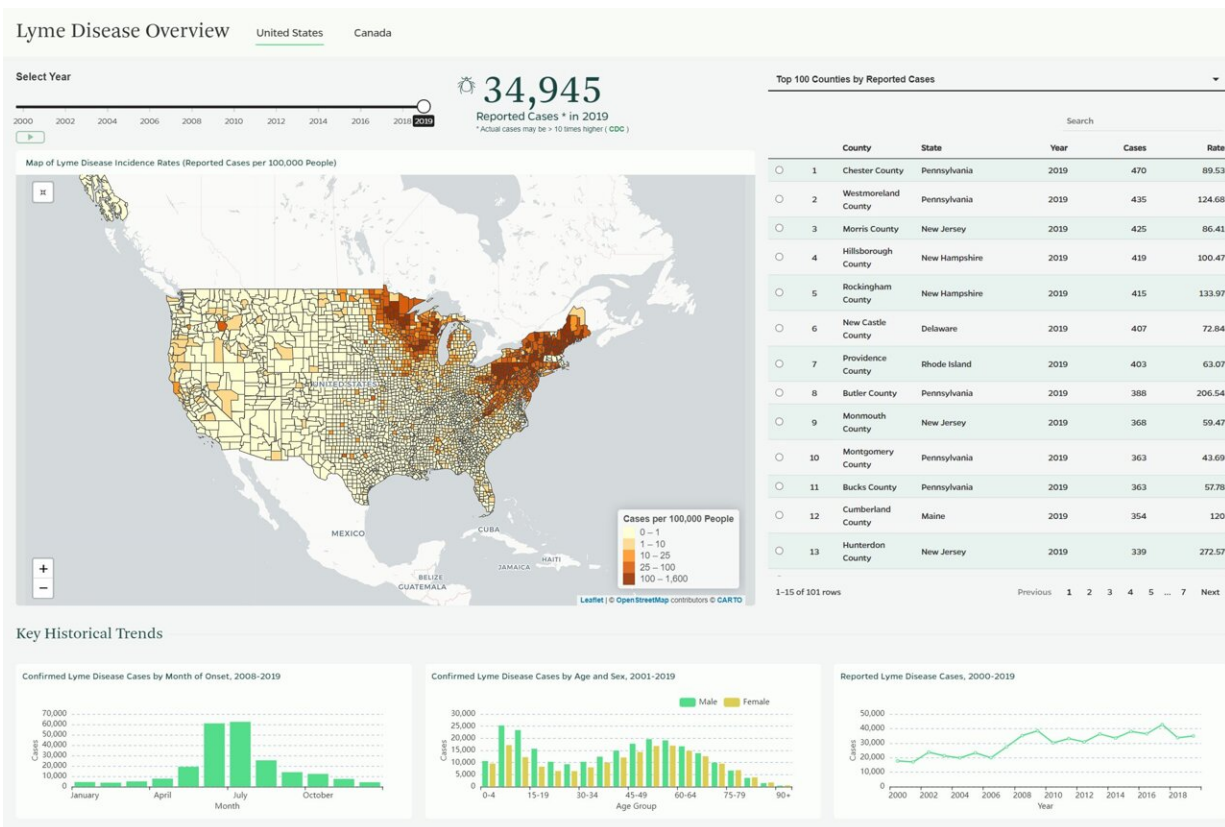 Lyme Disease Overview United States Canada
Select Year
2000 2002 2004 2006 2008 2010 2012 2014 2016 2018 2019
34,945
Reported Cases * in 2019
* Actual cases may be > 10 times higher ( CDC )
Map of Lyme Disease Incidence Rates (Reported Cases per 100,000 People)
UNITED STATES
MEXICO
CUBA
HAITI
JAMAICA
BELIZE
GUATEMALA
+
−
Cases per 100,000 People
0 – 1
1 – 10
10 – 25
25 – 100
100 – 1,600
Leaflet | © OpenStreetMap contributors © CARTO
Top 100 Counties by Reported Cases
Search
County State Year Cases Rate
1 Chester County Pennsylvania 2019 470 89.53
2 Westmoreland County Pennsylvania 2019 435 124.68
3 Morris County New Jersey 2019 425 86.41
4 Hillsborough County New Hampshire 2019 419 100.47
5 Rockingham County New Hampshire 2019 415 133.97
6 New Castle County Delaware 2019 407 72.84
7 Providence County Rhode Island 2019 403 63.07
8 Butler County Pennsylvania 2019 388 206.54
9 Monmouth County New Jersey 2019 368 59.47
10 Montgomery County Pennsylvania 2019 363 43.69
11 Bucks County Pennsylvania 2019 363 57.78
12 Cumberland County Maine 2019 354 120
13 Hunterdon County New Jersey 2019 339 272.57
1–15 of 101 rows Previous 1 2 3 4 5 ... 7 Next
Key Historical Trends
Confirmed Lyme Disease Cases by Month of Onset, 2008-2019
70,000
60,000
50,000
40,000
30,000
20,000
10,000
0
Cases
January April July October
Month
Confirmed Lyme Disease Cases by Age and Sex, 2001-2019
Male Female
30,000
25,000
20,000
15,000
10,000
5,000
0
Cases
0-4 15-19 30-34 45-49 60-64 75-79 90+
Age Group
Reported Lyme Disease Cases, 2000-2019
50,000
40,000
30,000
20,000
10,000
0
Cases
2000 2002 2004 2006 2008 2010 2012 2014 2016 2018
Year